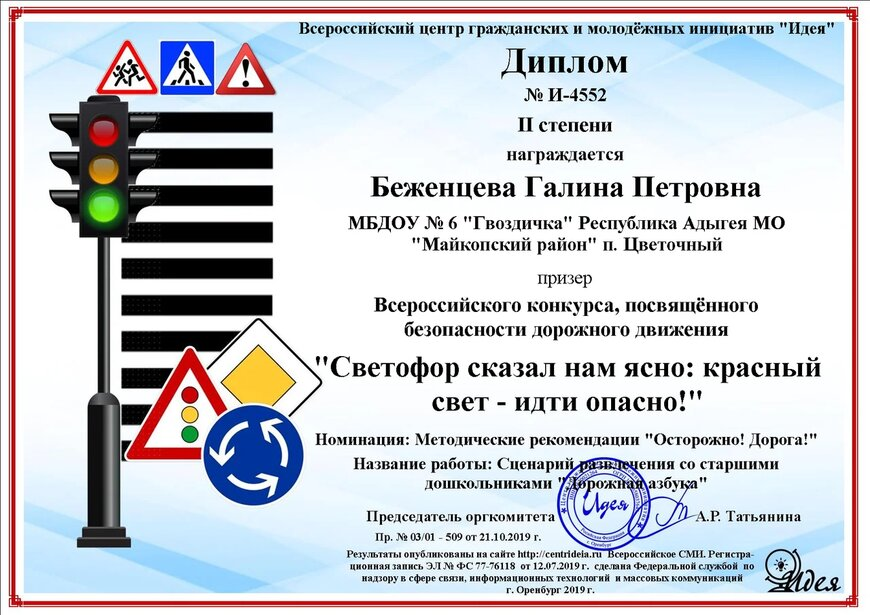 Всероссийский центр гражданских и молодёжных инициатив "Идея"
Диплом
№ И-4552
II степени
награждается
Беженцева Галина Петровна
МБДОУ № 6 "Гвоздичка" Республика Адыгея МО
"Майкопский район" п. Цветочный
призер
Всероссийского конкурса, посвящённого
безопасности дорожного движения
"Светофор сказал нам ясно: красный
свет - идти опасно!"
Номинация: Методические рекомендации "Осторожно! Дорога!"
Название работы: Сценарий развлечения со старшими
дошкольниками "Дорожная азбука"
Председатель оргкомитета
Идея
А.Р. Татьянина
Пр. № 03/01 - 509 от 21.10.2019 г.
Результаты опубликованы на сайте http://centrideia.ru Всероссийское СМИ. Регистра-
ционная запись ЭЛ № ФС 77-76118 от 12.07.2019 г. сделана Федеральной службой по
надзору в сфере связи, информационных технологий и массовых коммуникаций
г. Оренбург 2019 г.
Идея